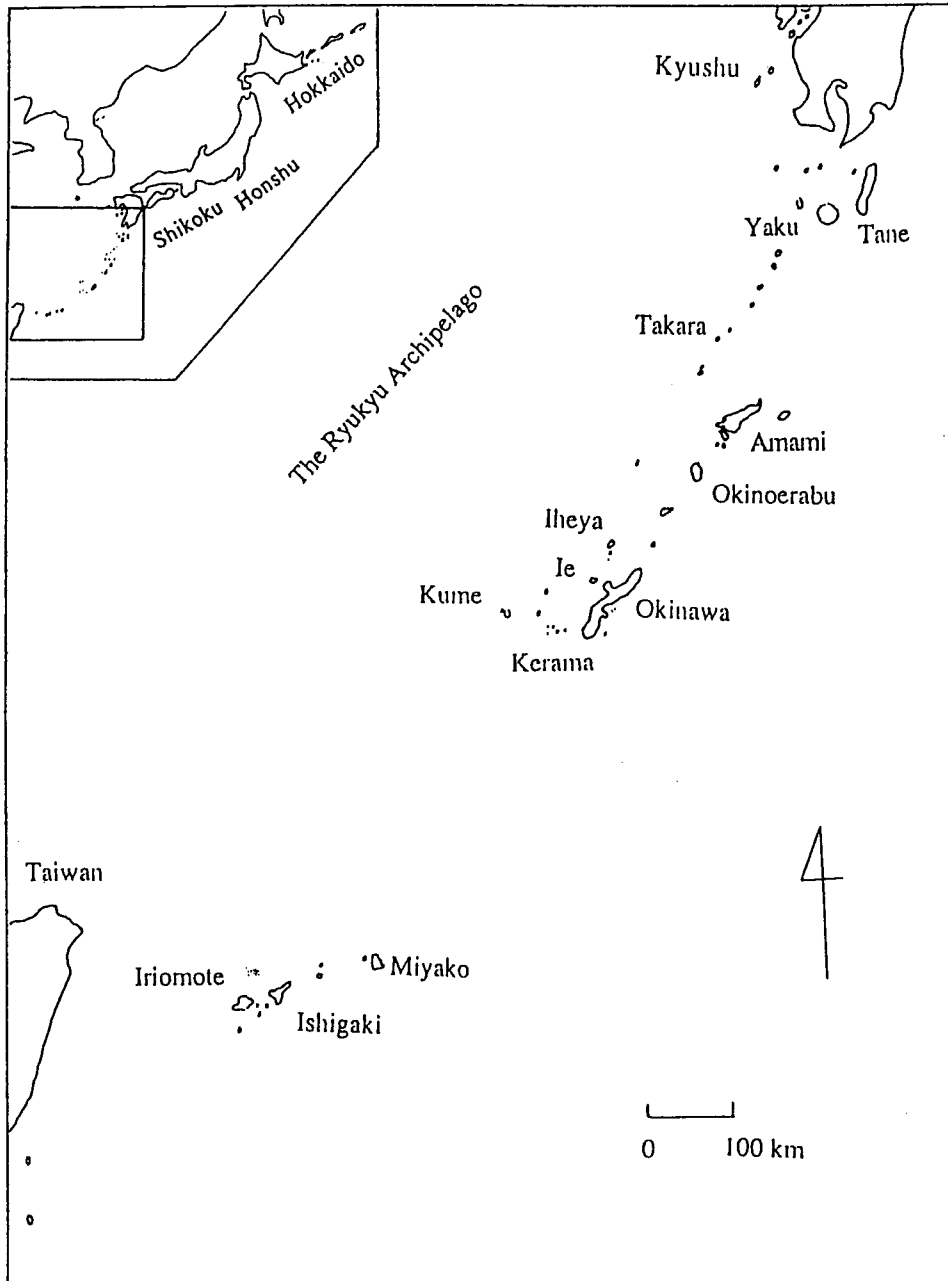 Hokkaido
Shikoku Honshu
Kyushu
Yaku
Tane
The Ryukyu Archipelago
Takara
Amami
Okinoerabu
Iheya
Ie
Kume
Okinawa
Kerama
Taiwan
Iriomote
Miyako
Ishigaki
0 100 km